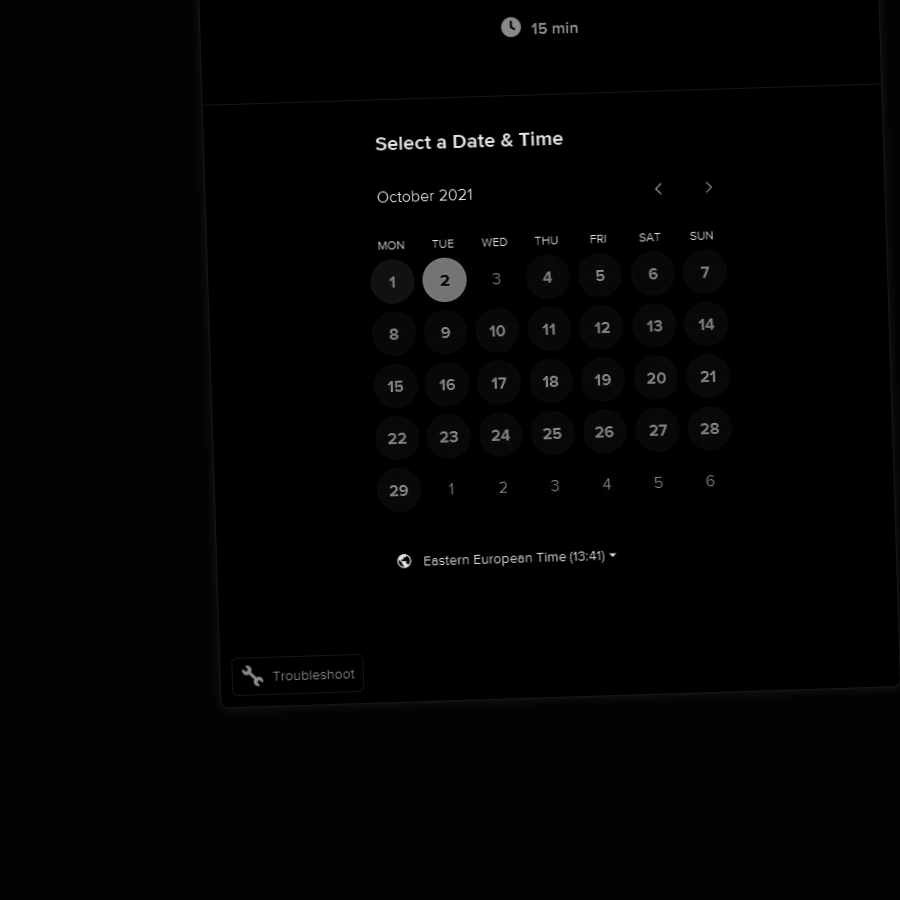 15 min
Select a Date & Time
October 2021
MON TUE WED THU FRI SAT SUN
1 2 3 4 5 6 7
8 9 10 11 12 13 14
15 16 17 18 19 20 21
22 23 24 25 26 27 28
29 1 2 3 4 5 6
Eastern European Time (13:41)
Troubleshoot